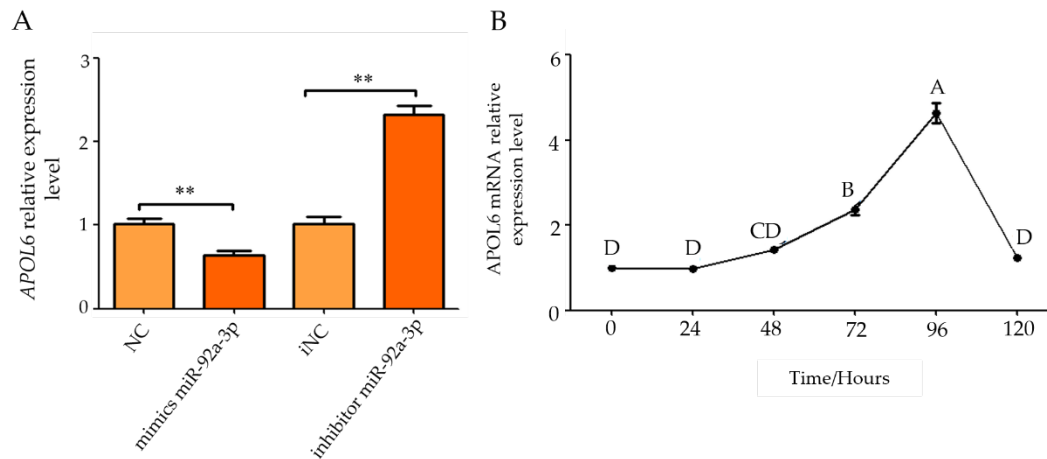 A
APOL6 relative expression
level
3
2
1
0
**
**
NC
mimics miR-92a-3p
iNC
inhibitor miR-92a-3p
B
APOL6 mRNA relative
expression level
6
4
2
0
D
D
CD
B
A
D
0
24
48
72
96
120
Time/Hours